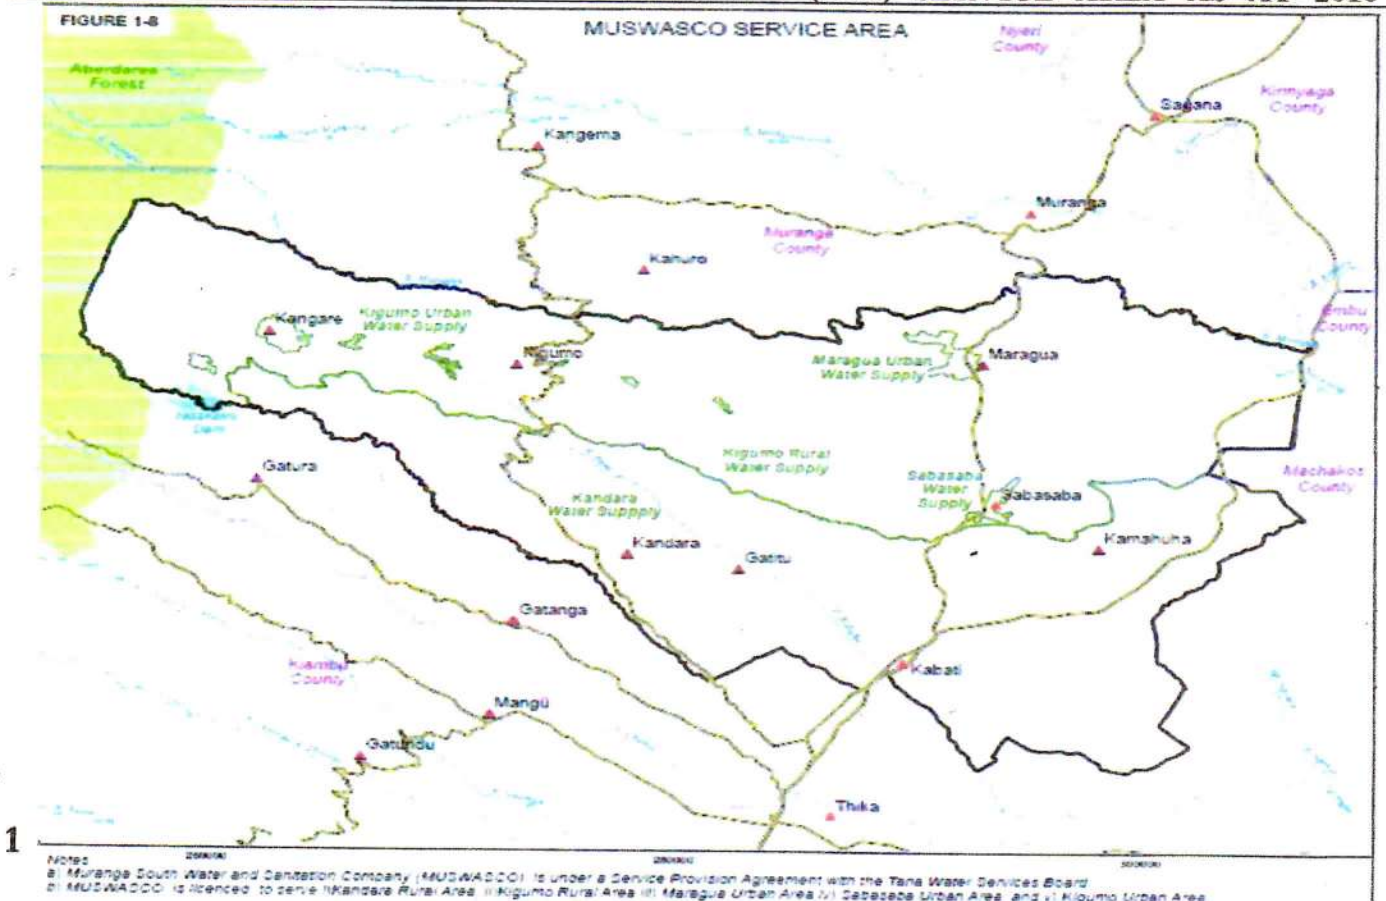 FIGURE 1-8
MUSWASCO SERVICE AREA
Nyeri
County
Aberdares
Forest
Kirinyaga
County
Sagana
Kangema
Muranga
Muranga
County
Kahuro
Embu
County
Kangare
Kigumo Urban
Water Supply
Kigumo
Maragua Urban
Water Supply
Maragua
Dam
Gatura
Kigumo Rural
Water Supply
Sabasaba
Water
Supply
Machakos
County
Kandara
Water Suppply
Sabasaba
Kandara
Gatitu
Kamahuha
Gatanga
Kiambu
County
Kabati
Mangü
Gatundu
Thika
1
260000
280000
300000
Notes
a) Muranga South Water and Sanitation Company (MUSWASCO) is under a Service Provision Agreement with the Tana Water Services Board
b) MUSWASCO is licenced to serve i)Kandara Rural Area ii)Kigumo Rural Area iii) Maragua Urban Area iv) Sabasaba Urban Area and v) Kigumo Urban Area